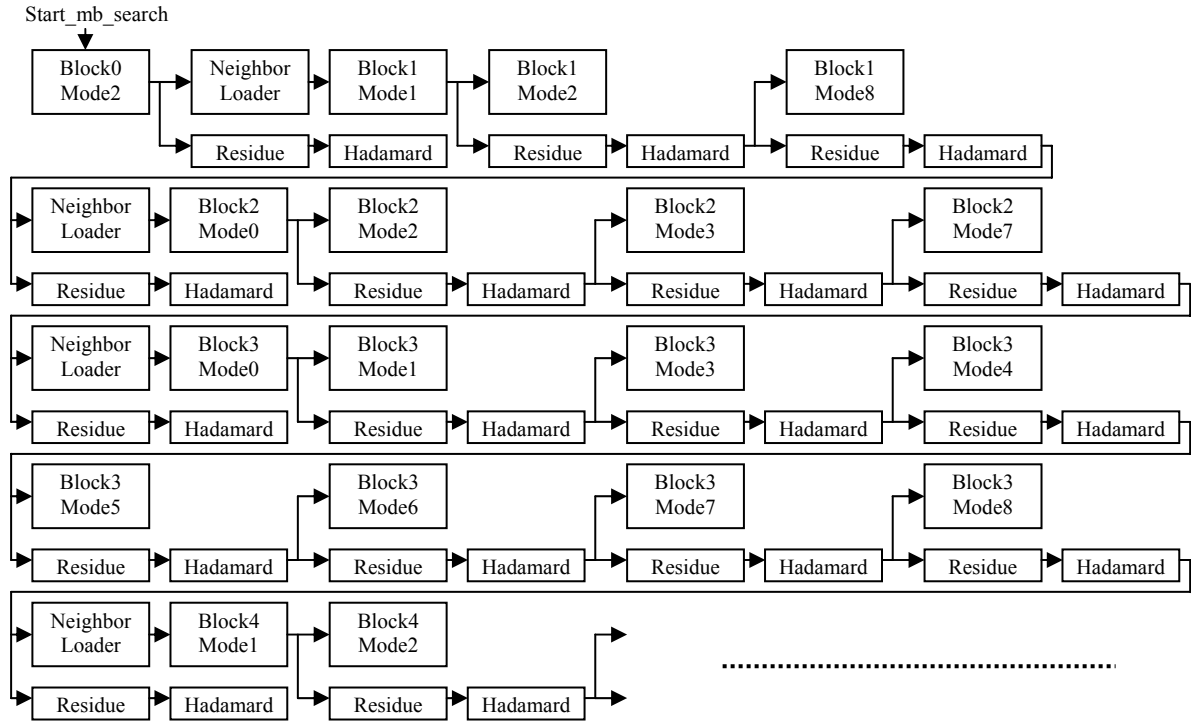 Start_mb_search
Block0
Mode2
Neighbor
Loader
Block1
Mode1
Block1
Mode2
Block1
Mode8
Residue
Hadamard
Residue
Hadamard
Residue
Hadamard
Neighbor
Loader
Block2
Mode0
Block2
Mode2
Block2
Mode3
Block2
Mode7
Residue
Hadamard
Residue
Hadamard
Residue
Hadamard
Residue
Hadamard
Neighbor
Loader
Block3
Mode0
Block3
Mode1
Block3
Mode3
Block3
Mode4
Residue
Hadamard
Residue
Hadamard
Residue
Hadamard
Residue
Hadamard
Block3
Mode5
Block3
Mode6
Block3
Mode7
Block3
Mode8
Residue
Hadamard
Residue
Hadamard
Residue
Hadamard
Residue
Hadamard
Neighbor
Loader
Block4
Mode1
Block4
Mode2
Residue
Hadamard
Residue
Hadamard